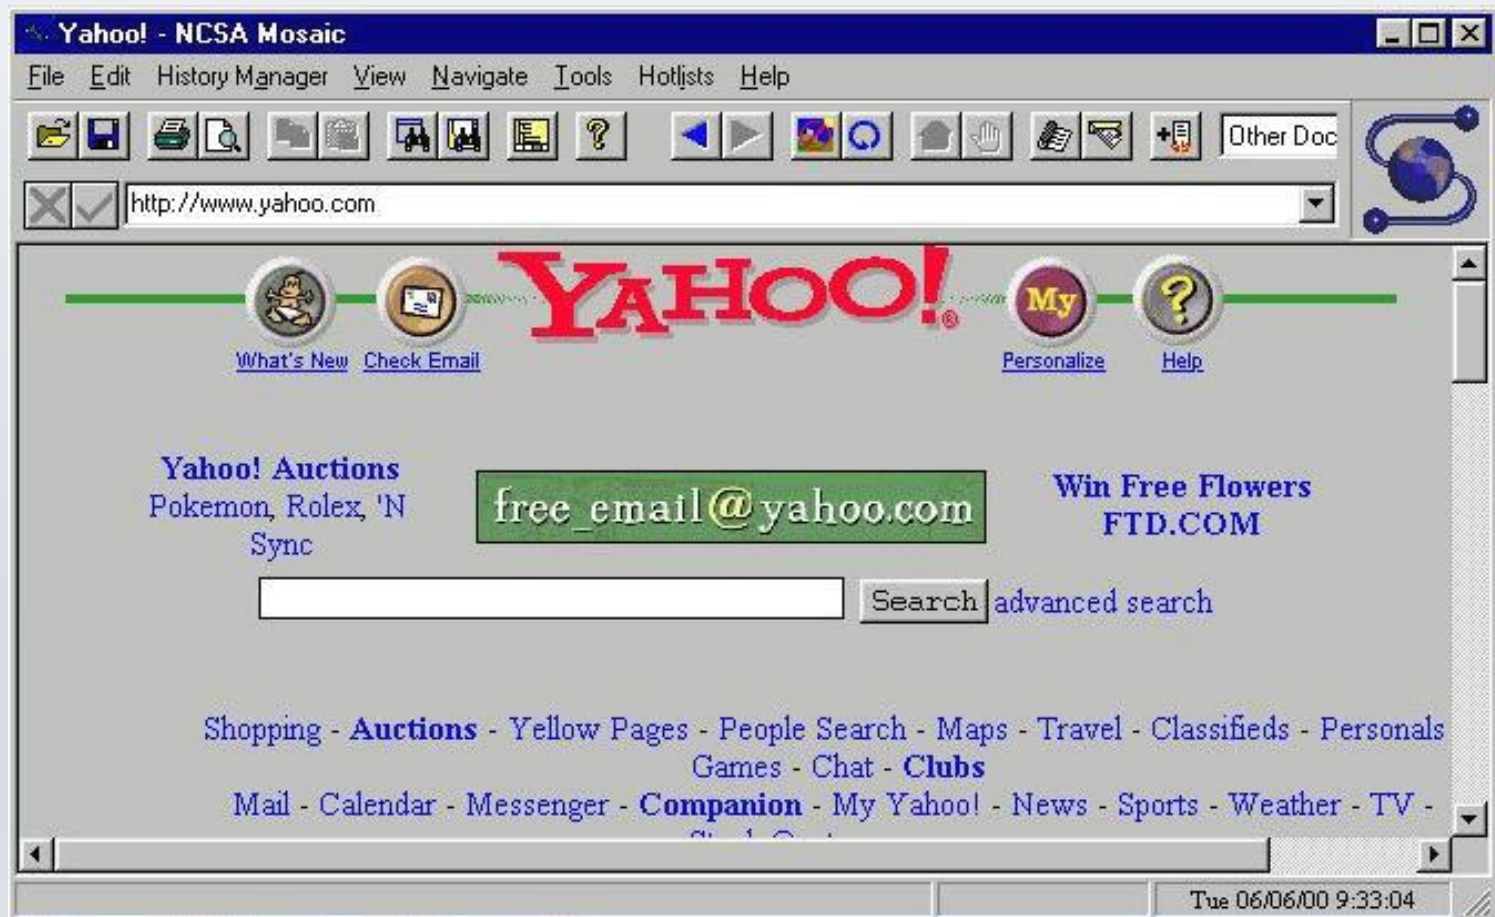 Yahoo! - NCSA Mosaic
File Edit History Manager View Navigate Tools Hotlists Help
Other Doc
http://www.yahoo.com
YAHOO!®
My
What's New Check Email Personalize Help
Yahoo! Auctions
Pokemon, Rolex, 'N
Sync
free_email@yahoo.com
Win Free Flowers
FTD.COM
Search advanced search
Shopping - Auctions - Yellow Pages - People Search - Maps - Travel - Classifieds - Personals
Games - Chat - Clubs
Mail - Calendar - Messenger - Companion - My Yahoo! - News - Sports - Weather - TV -
Tue 06/06/00 9:33:04